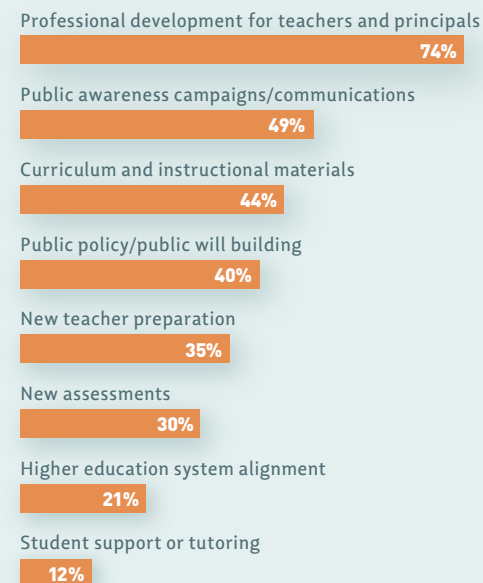 Professional development for teachers and principals
74%
Public awareness campaigns/communications
49%
Curriculum and instructional materials
44%
Public policy/public will building
40%
New teacher preparation
35%
New assessments
30%
Higher education system alignment
21%
Student support or tutoring
12%